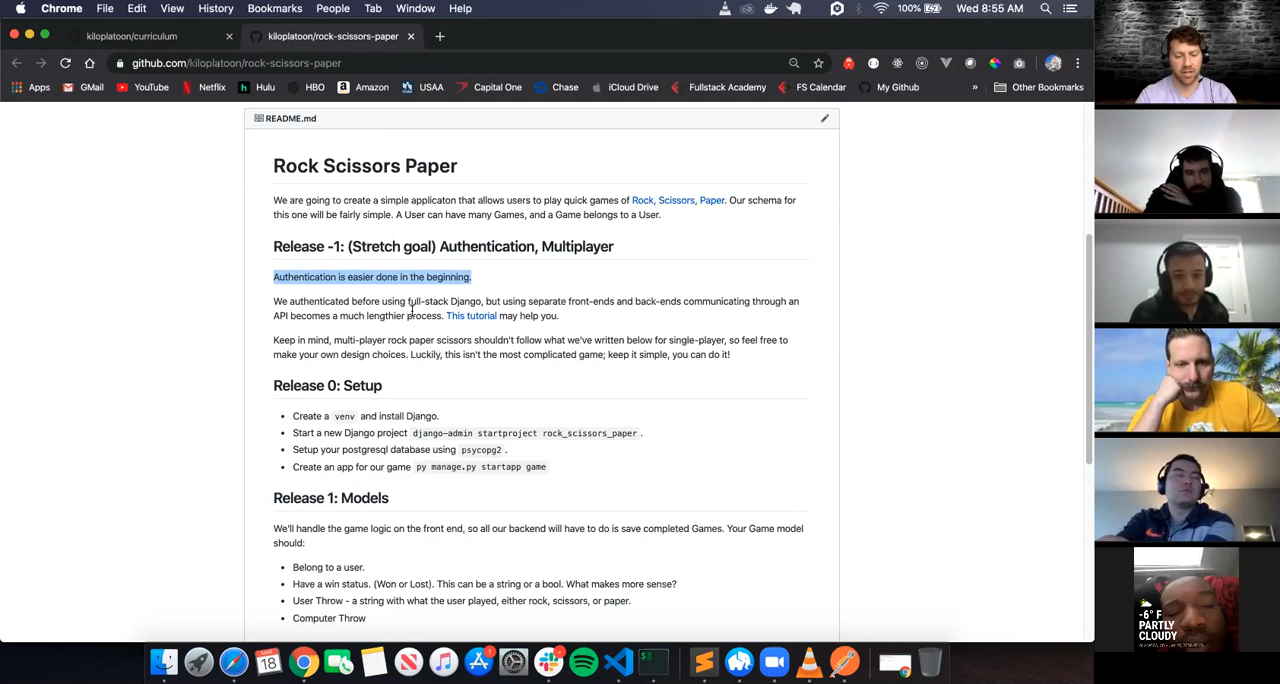 Chrome File Edit View History Bookmarks People Tab Window Help 100% Wed 8:55 AM
kiloplatoon/curriculum kiloplatoon/rock-scissors-paper
github.com/kiloplatoon/rock-scissors-paper
Apps GMail YouTube Netflix Hulu HBO Amazon USAA Capital One Chase iCloud Drive Fullstack Academy FS Calendar My Github » Other Bookmarks
README.md
Rock Scissors Paper
We are going to create a simple applicaton that allows users to play quick games of Rock, Scissors, Paper. Our schema for
this one will be fairly simple. A User can have many Games, and a Game belongs to a User.
Release -1: (Stretch goal) Authentication, Multiplayer
Authentication is easier done in the beginning.
We authenticated before using full-stack Django, but using separate front-ends and back-ends communicating through an
API becomes a much lengthier process. This tutorial may help you.
Keep in mind, multi-player rock paper scissors shouldn't follow what we've written below for single-player, so feel free to
make your own design choices. Luckily, this isn't the most complicated game; keep it simple, you can do it!
Release 0: Setup
• Create a venv and install Django.
• Start a new Django project django-admin startproject rock_scissors_paper .
• Setup your postgresql database using psycopg2 .
• Create an app for our game py manage.py startapp game
Release 1: Models
We'll handle the game logic on the front end, so all our backend will have to do is save completed Games. Your Game model
should:
• Belong to a user.
• Have a win status. (Won or Lost). This can be a string or a bool. What makes more sense?
• User Throw - a string with what the user played, either rock, scissors, or paper.
• Computer Throw
-6° F
PARTLY
CLOUDY
18